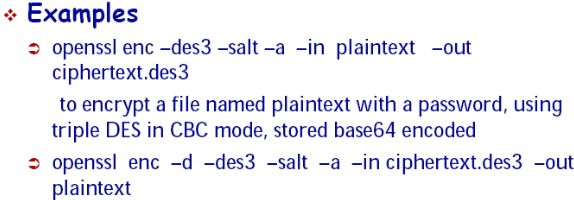 Examples
openssl enc –des3 –salt –a –in plaintext –out
ciphertext.des3
to encrypt a file named plaintext with a password, using
triple DES in CBC mode, stored base64 encoded
openssl enc –d –des3 –salt –a –in ciphertext.des3 –out
plaintext